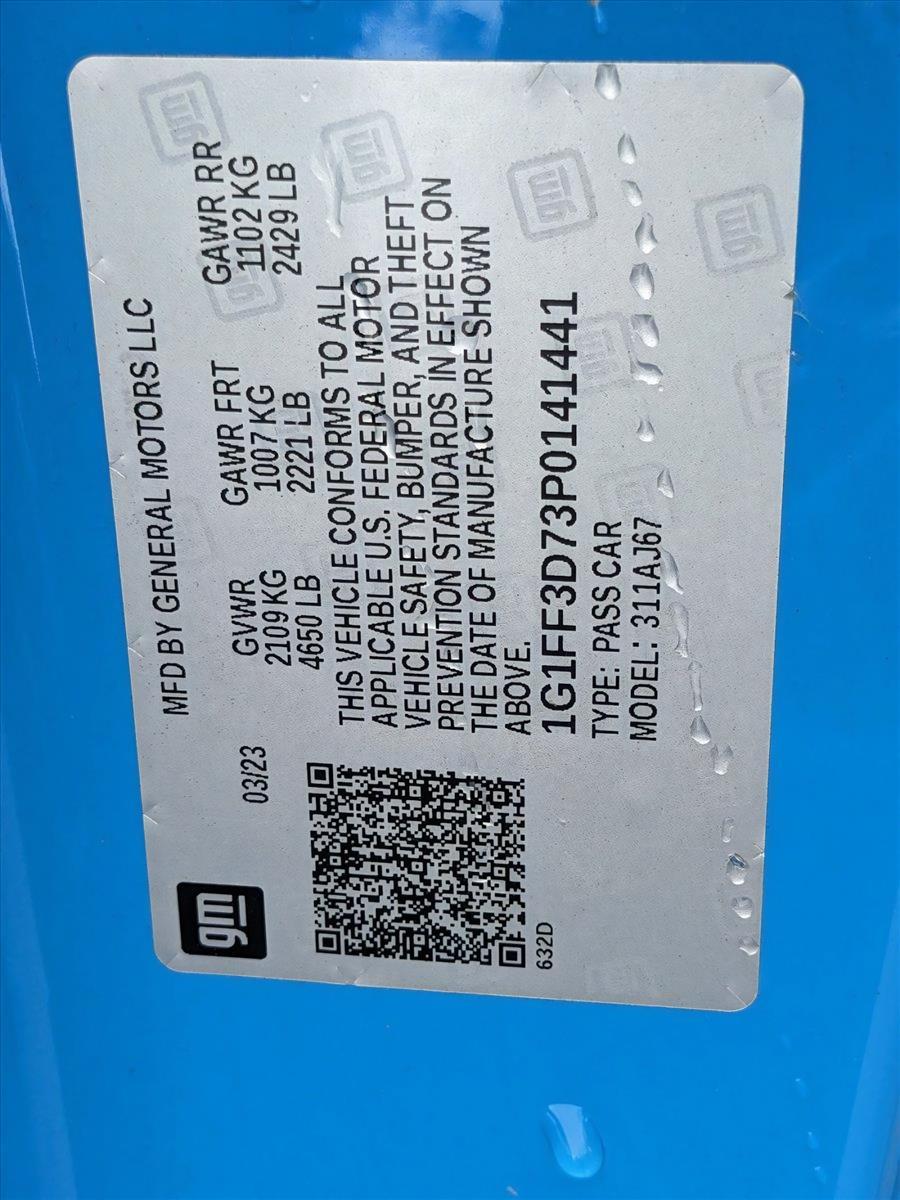 gm
MFD BY GENERAL MOTORS LLC
03/23
GVWR GAWR FRT GAWR RR
2109 KG 1007 KG 1102 KG
4650 LB 2221 LB 2429 LB
THIS VEHICLE CONFORMS TO ALL
APPLICABLE U.S. FEDERAL MOTOR
VEHICLE SAFETY, BUMPER, AND THEFT
PREVENTION STANDARDS IN EFFECT ON
THE DATE OF MANUFACTURE SHOWN
ABOVE.
1G1FF3D73P0141441
TYPE: PASS CAR
MODEL: 311AJ67
632D